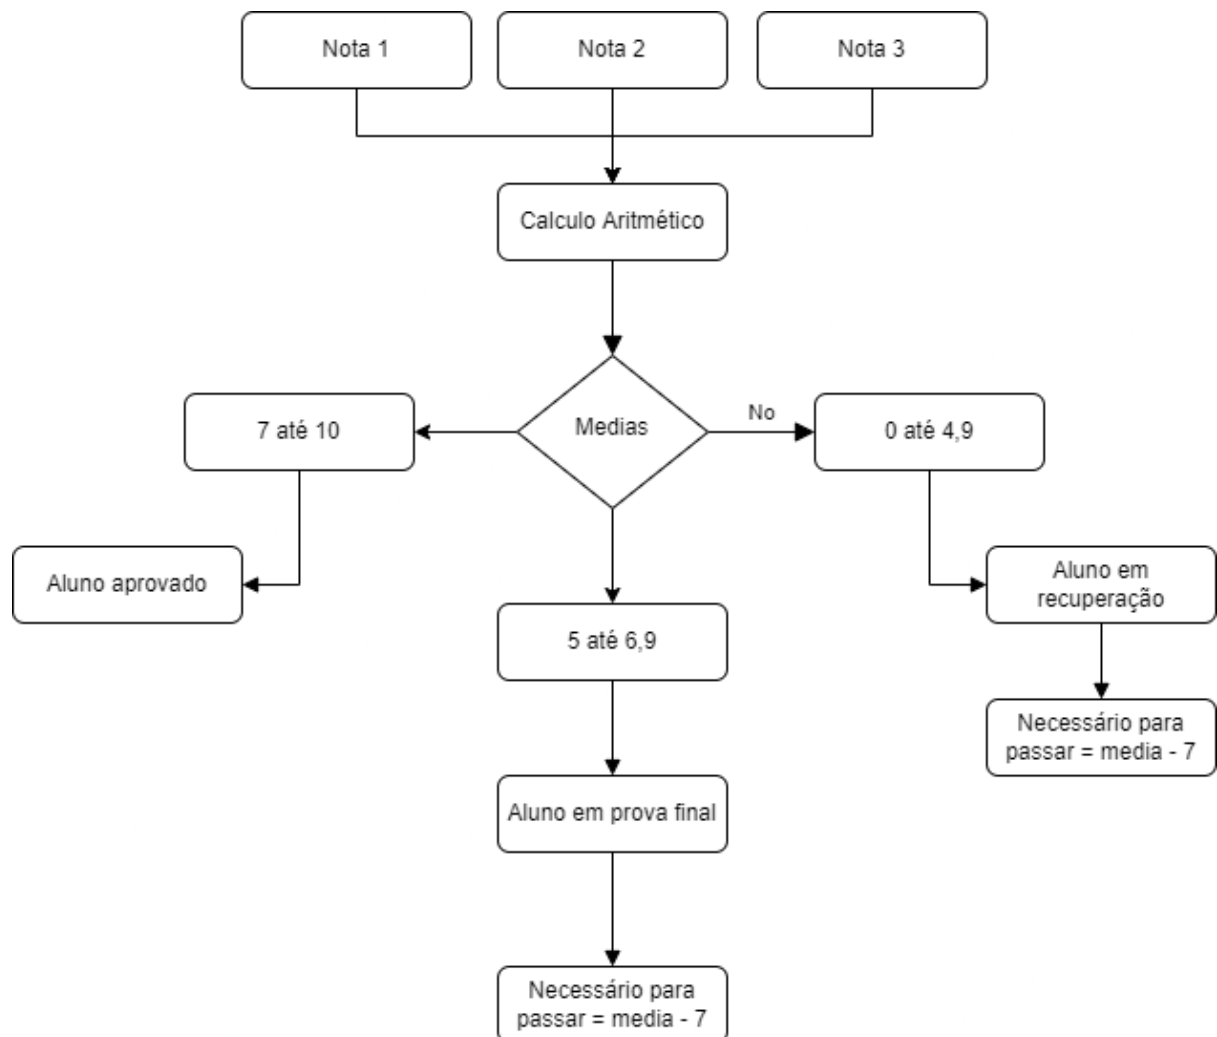 Nota 1
Nota 2
Nota 3
Calculo Aritmético
7 até 10
Medias
No
0 até 4,9
Aluno aprovado
5 até 6,9
Aluno em
recuperação
Necessário para
passar = media - 7
Aluno em prova final
Necessário para
passar = media - 7